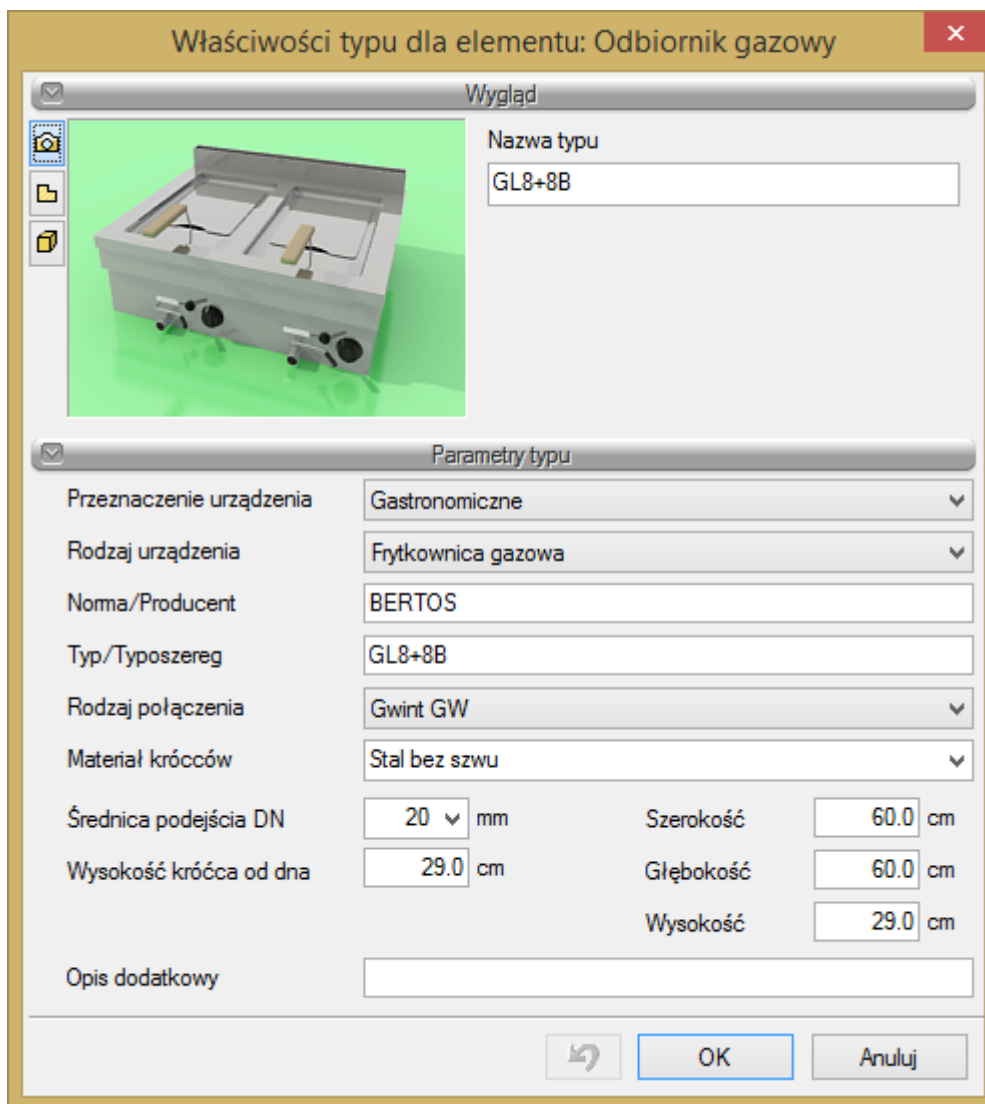 Właściwości typu dla elementu: Odbiornik gazowy
Wygląd
Nazwa typu
GL8+8B
Parametry typu
Przeznaczenie urządzenia Gastronomiczne
Rodzaj urządzenia Frytkownica gazowa
Norma/Producent BERTOS
Typ/Typoszereg GL8+8B
Rodzaj połączenia Gwint GW
Materiał krócców Stal bez szwu
Średnica podejścia DN 20 mm Szerokość 60.0 cm
Wysokość króćca od dna 29.0 cm Głębokość 60.0 cm
Wysokość 29.0 cm
Opis dodatkowy
OK Anuluj